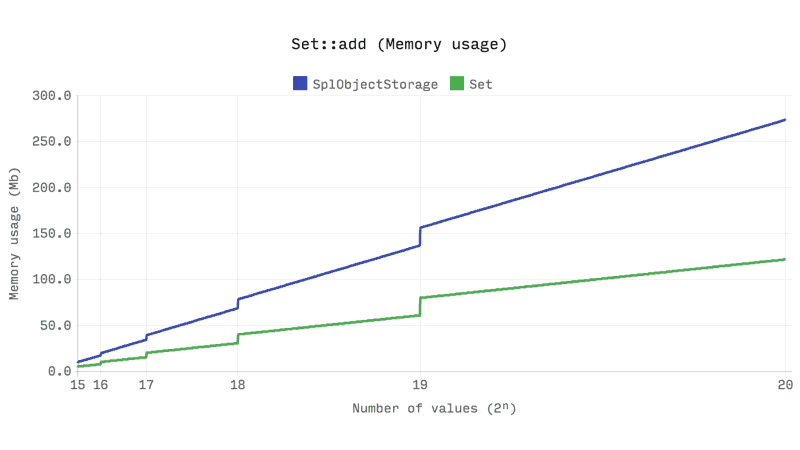 Set::add (Memory usage)
SplObjectStorage Set
300.0
250.0
200.0
150.0
100.0
50.0
0.0
Memory usage (Mb)
15 16 17 18 19 20
Number of values (2ⁿ)